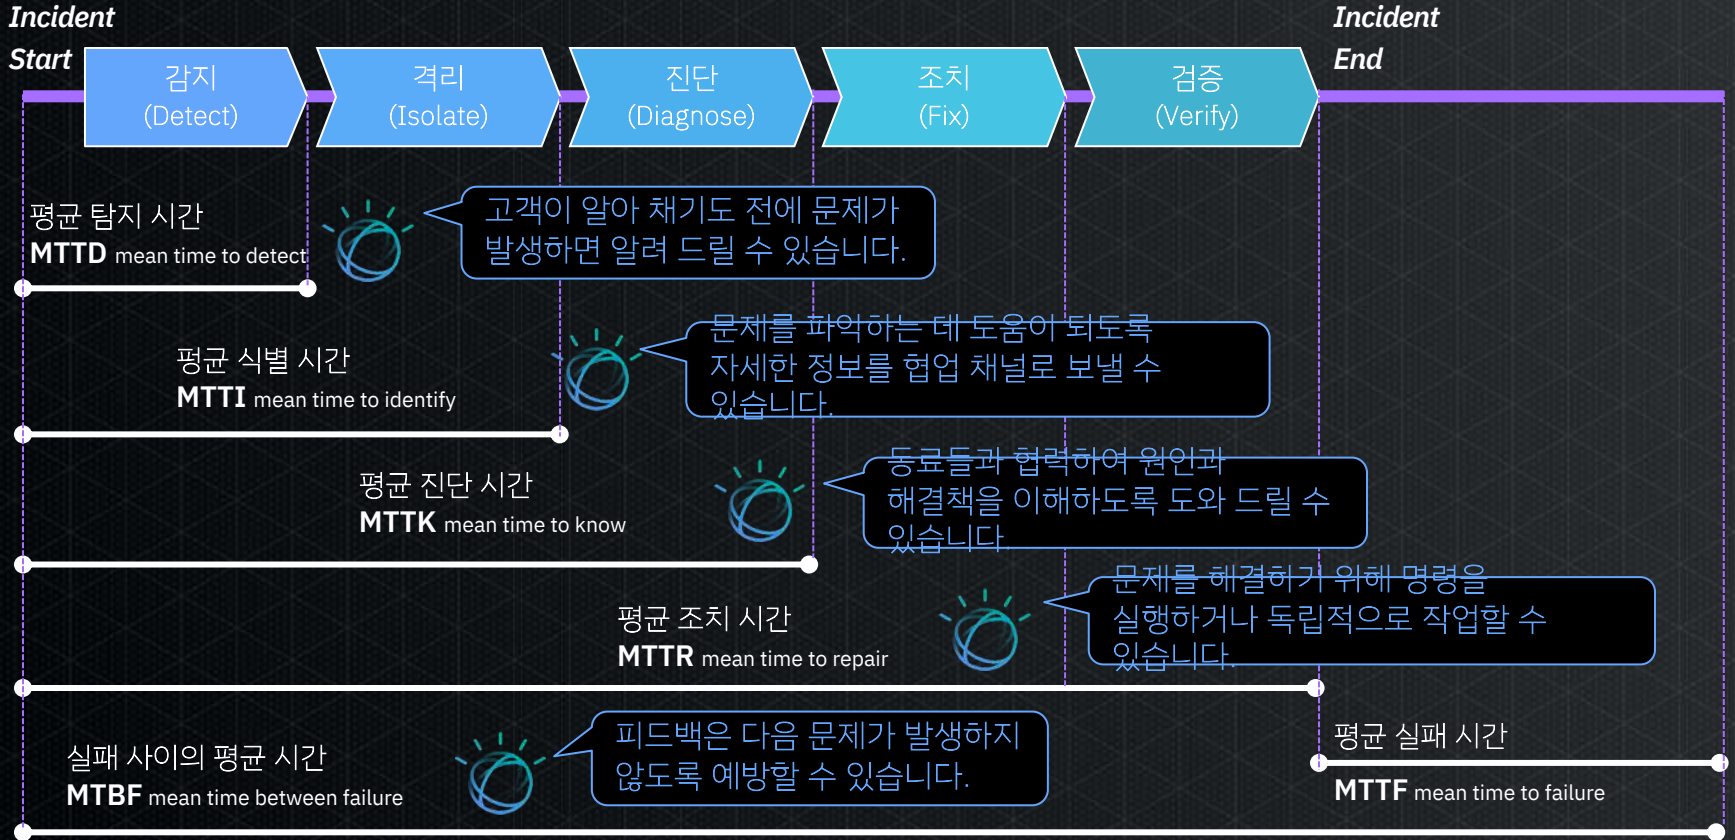 Incident
Start
Incident
End
감지
(Detect)
격리
(Isolate)
진단
(Diagnose)
조치
(Fix)
검증
(Verify)
평균 탐지 시간
MTTD mean time to detect
고객이 알아 채기도 전에 문제가
발생하면 알려 드릴 수 있습니다.
평균 식별 시간
MTTI mean time to identify
문제를 파악하는 데 도움이 되도록
자세한 정보를 협업 채널로 보낼 수
있습니다.
평균 진단 시간
MTTK mean time to know
동료들과 협력하여 원인과
해결책을 이해하도록 도와 드릴 수
있습니다.
평균 조치 시간
MTTR mean time to repair
문제를 해결하기 위해 명령을
실행하거나 독립적으로 작업할 수
있습니다.
실패 사이의 평균 시간
MTBF mean time between failure
피드백은 다음 문제가 발생하지
않도록 예방할 수 있습니다.
평균 실패 시간
MTTF mean time to failure